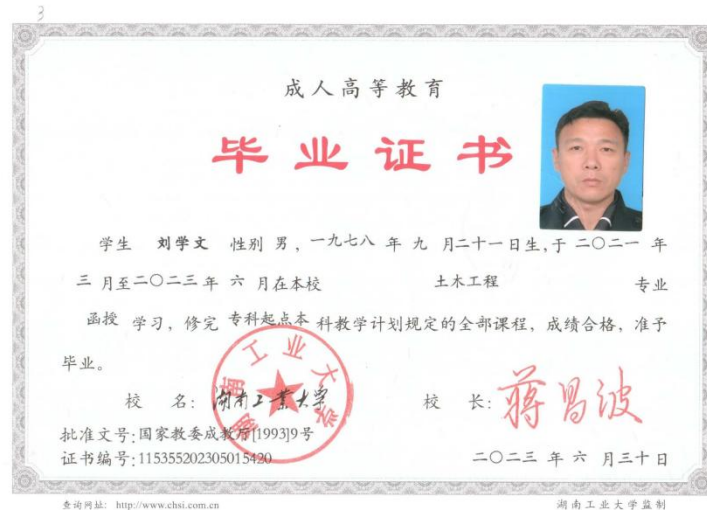 3
成人高等教育
毕业证书
学生 刘学文 性别 男，一九七八 年 九 月二十一日生，于 二〇二一 年
三 月至二〇二三 年 六 月在本校 土木工程 专业
函授 学习，修完 专科起点本 科教学计划规定的全部课程，成绩合格，准予
毕业。
校 名：湖南工業大学 校 长：蒋昌波
湖南工业大学
批准文号：国家教委成教厅[1993]9号
证书编号：115355202305015420 二〇二三 年 六 月三十日
查询网址：http://www.chsi.com.cn 湖南工业大学监制